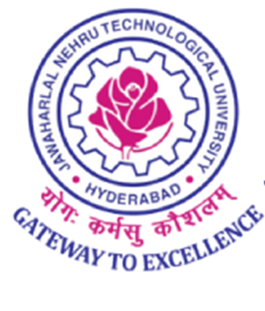 JAWAHARLAL NEHRU TECHNOLOGICAL UNIVERSITY
• HYDERABAD •
योगः कर्मसु कौशलम्
GATEWAY TO EXCELLENCE